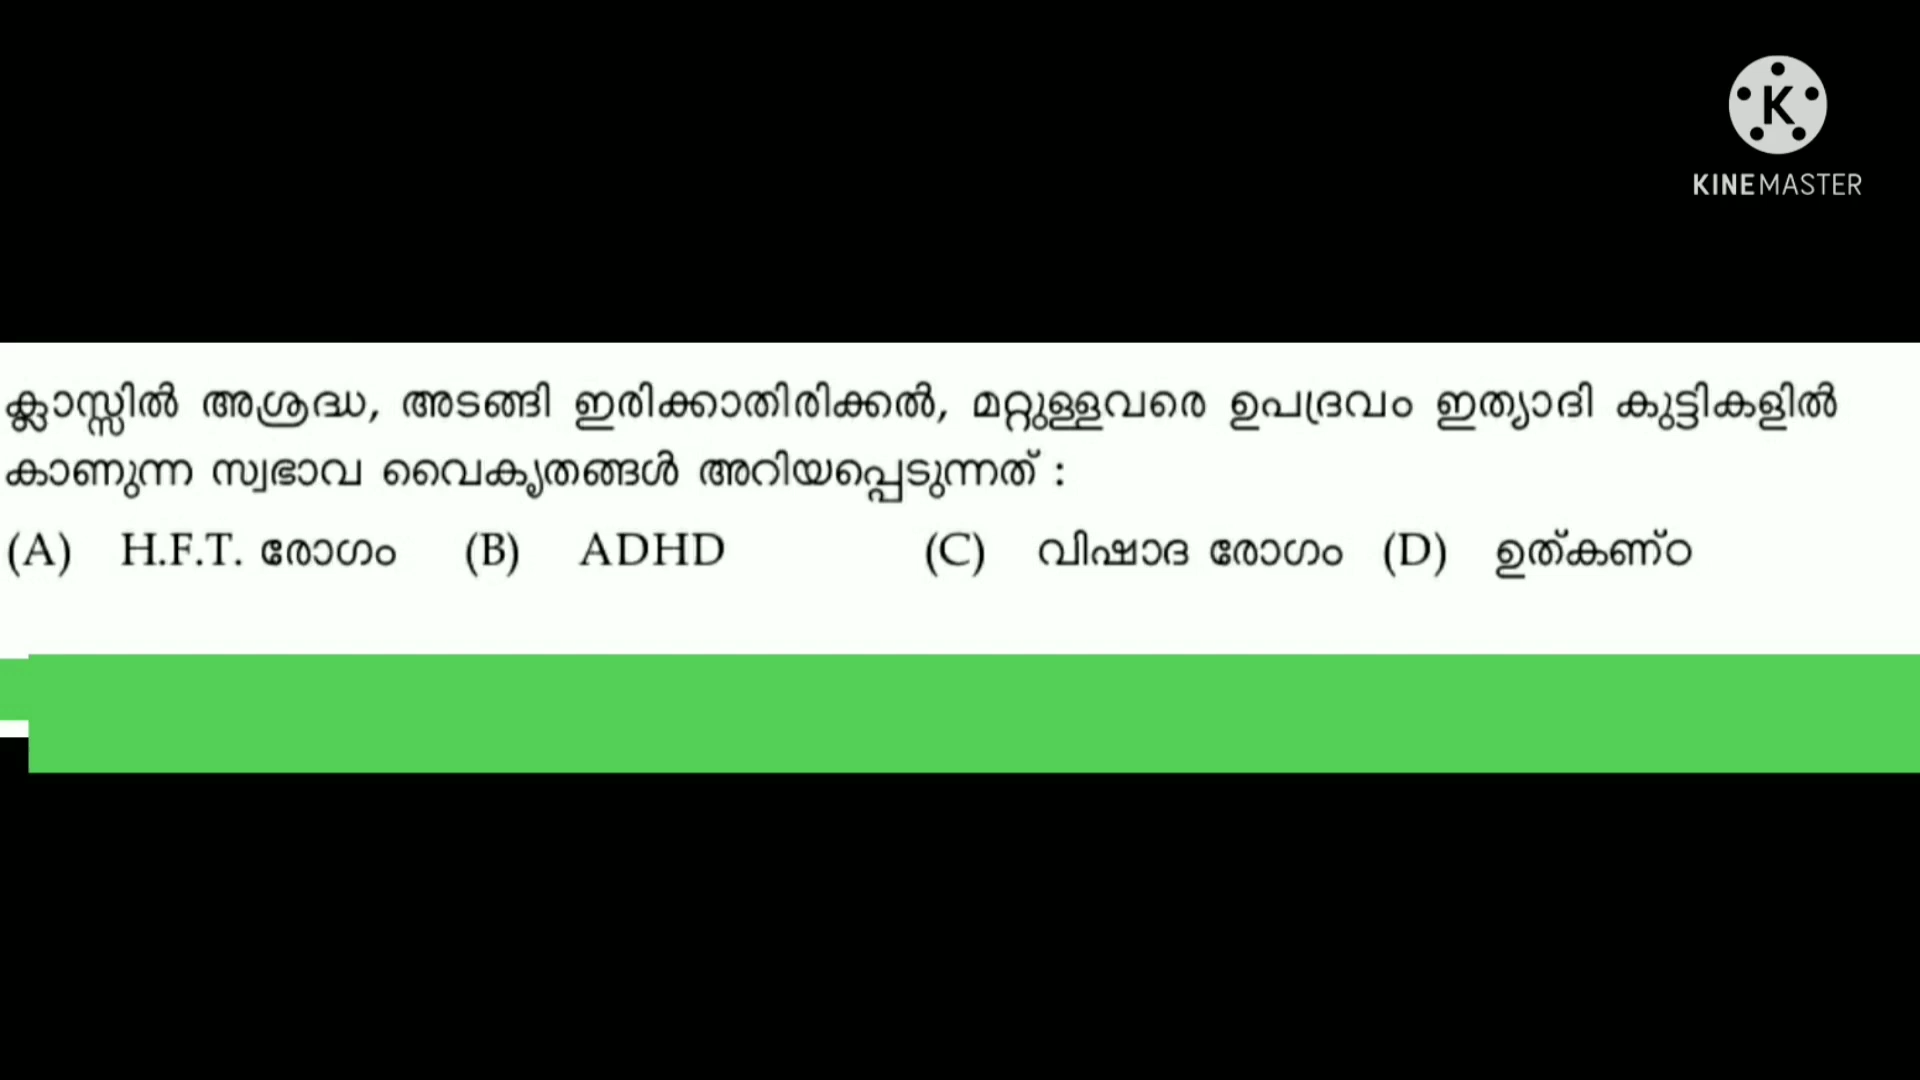 K
KINEMASTER
ക്ലാസ്സിൽ അശ്രദ്ധ, അടങ്ങി ഇരിക്കാതിരിക്കൽ, മറ്റുള്ളവരെ ഉപദ്രവം ഇത്യാദി കുട്ടികളിൽ
കാണുന്ന സ്വഭാവ വൈകൃതങ്ങൾ അറിയപ്പെടുന്നത് :
(A) H.F.T. രോഗം (B) ADHD (C) വിഷാദ രോഗം (D) ഉത്കണ്ഠ